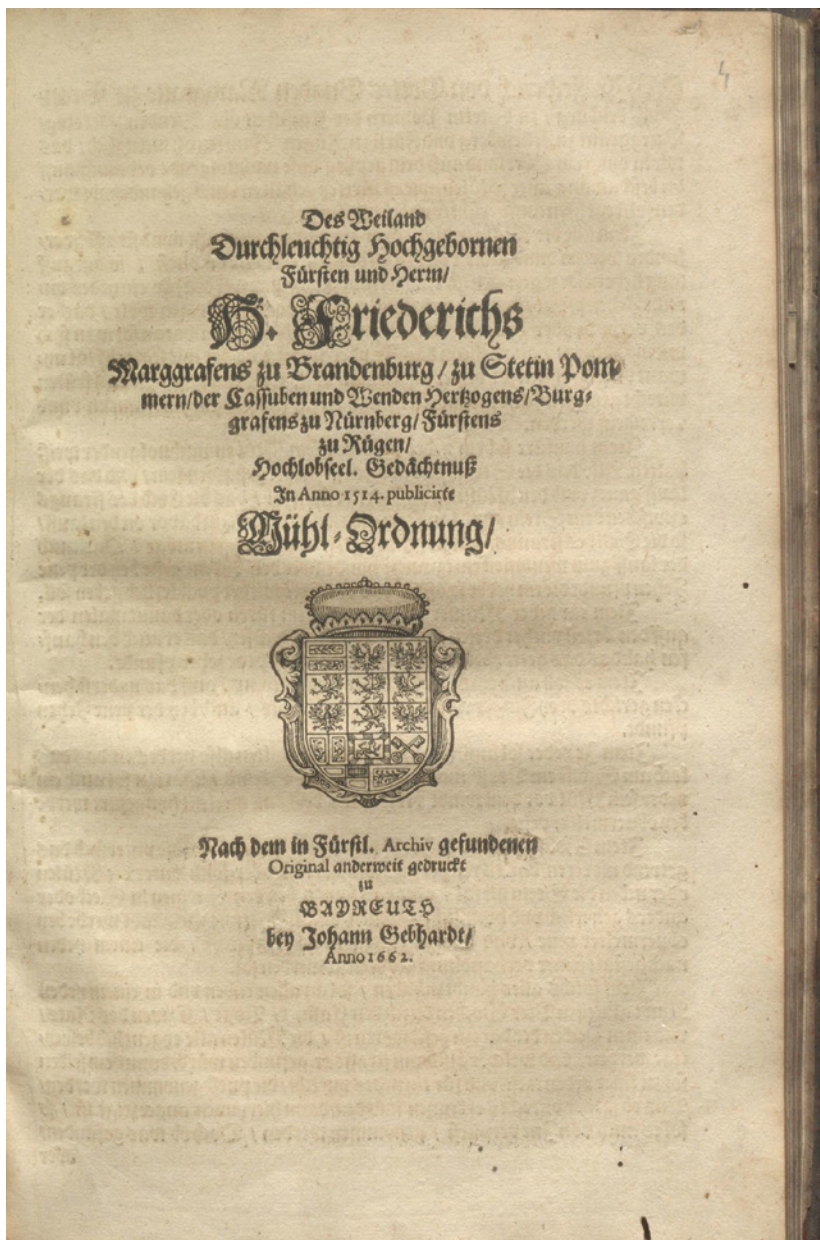 4
Des Weiland
Durchleuchtig Hochgebornen
Fürsten und Herrn/
H. Friederichs
Marggrafens zu Brandenburg / zu Stetin Pom-
mern/der Cassuben und Wenden Hertzogens/Burg-
grafens zu Nürnberg/Fürstens
zu Rügen/
Hochlobseel. Gedächtnuß
In Anno 1514. publicirte
Mühl-Ordnung/
Nach dem in Fürstl. Archiv gefundenen
Original anderweit gedruckt
zu
BAYREUTH
bey Johann Gebhardt/
Anno 1662.